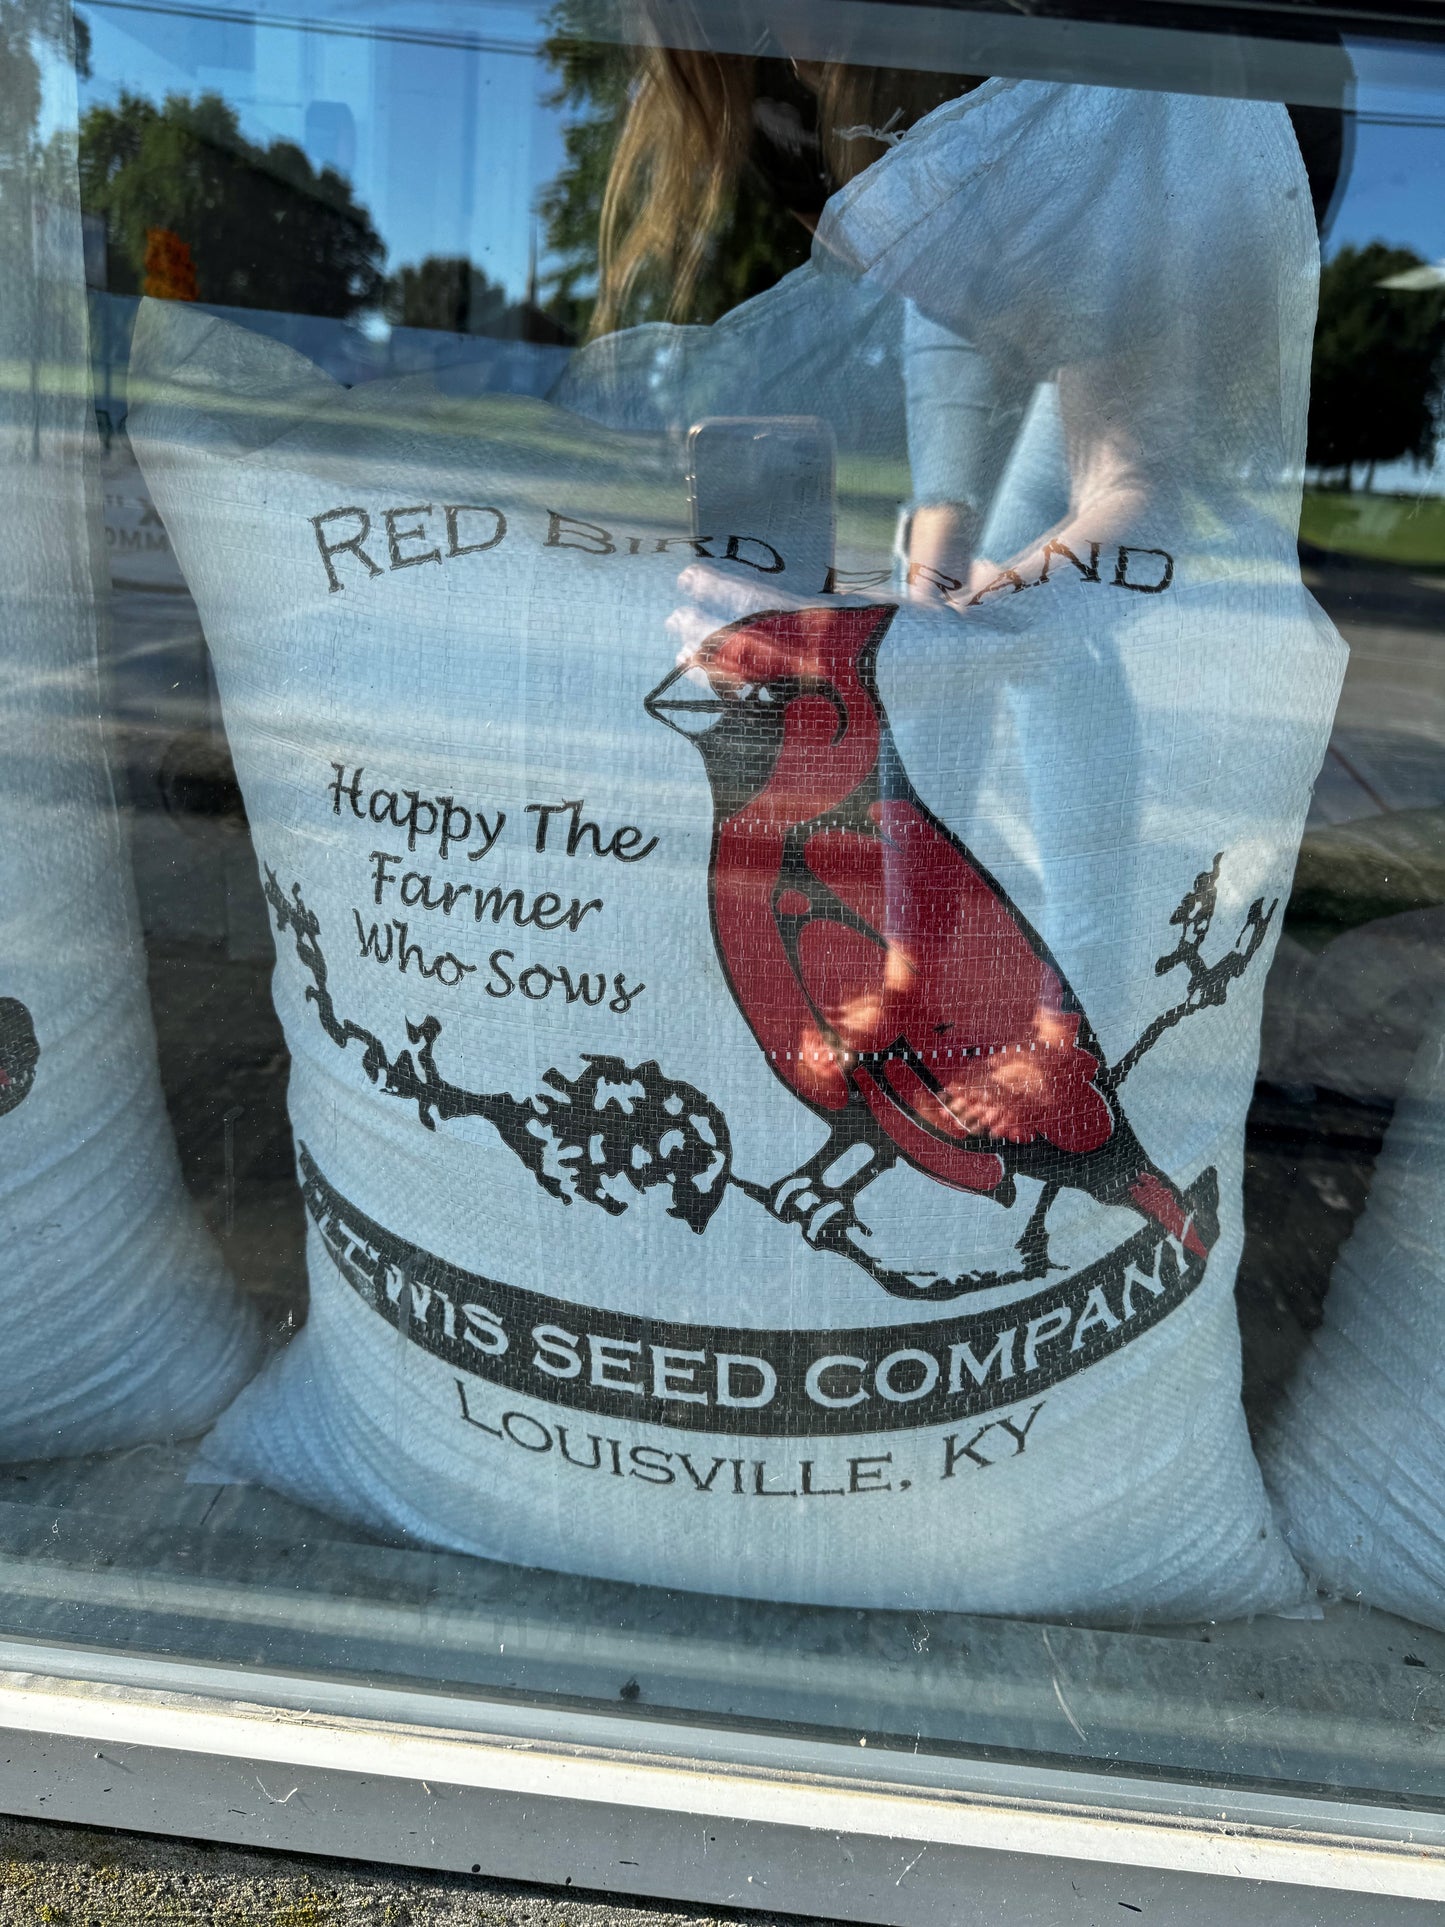 RED BIRD BRAND
Happy The
Farmer
Who Sows
SEED COMPANY
LOUISVILLE, KY